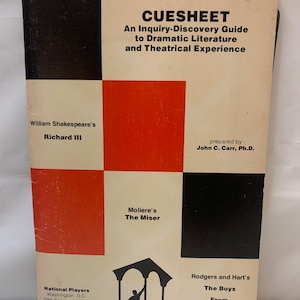 CUESHEET
An Inquiry-Discovery Guide
to Dramatic Literature
and Theatrical Experience
William Shakespeare's
Richard III
prepared by
John C. Carr, Ph.D.
Moliere's
The Miser
Rodgers and Hart's
The Boys
From
National Players
Washington, D.C.